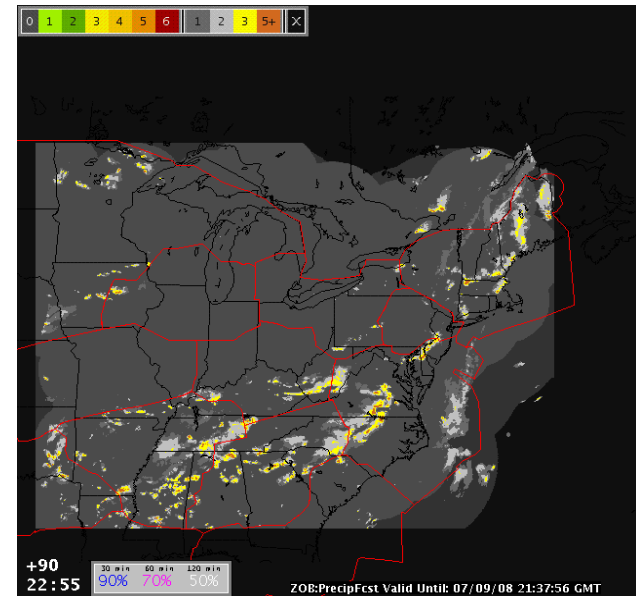 0 1 2 3 4 5 6 1 2 3 5+ X
+90
22:55
30 min 60 min 120 min
90% 70% 50%
ZOB:PrecipFcst Valid Until: 07/09/08 21:37:56 GMT